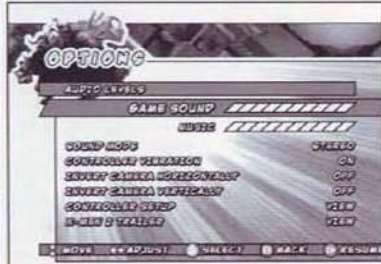 OPTIONS
AUDIO LEVELS
GAME SOUND
MUSIC
SOUND MODE STEREO
CONTROLLER VIBRATION ON
INVERT CAMERA HORIZONTALLY OFF
INVERT CAMERA VERTICALLY OFF
CONTROLLER SETUP VIEW
X-MEN 2 TRAILER VIEW
MOVE ADJUST SELECT BACK RESUME